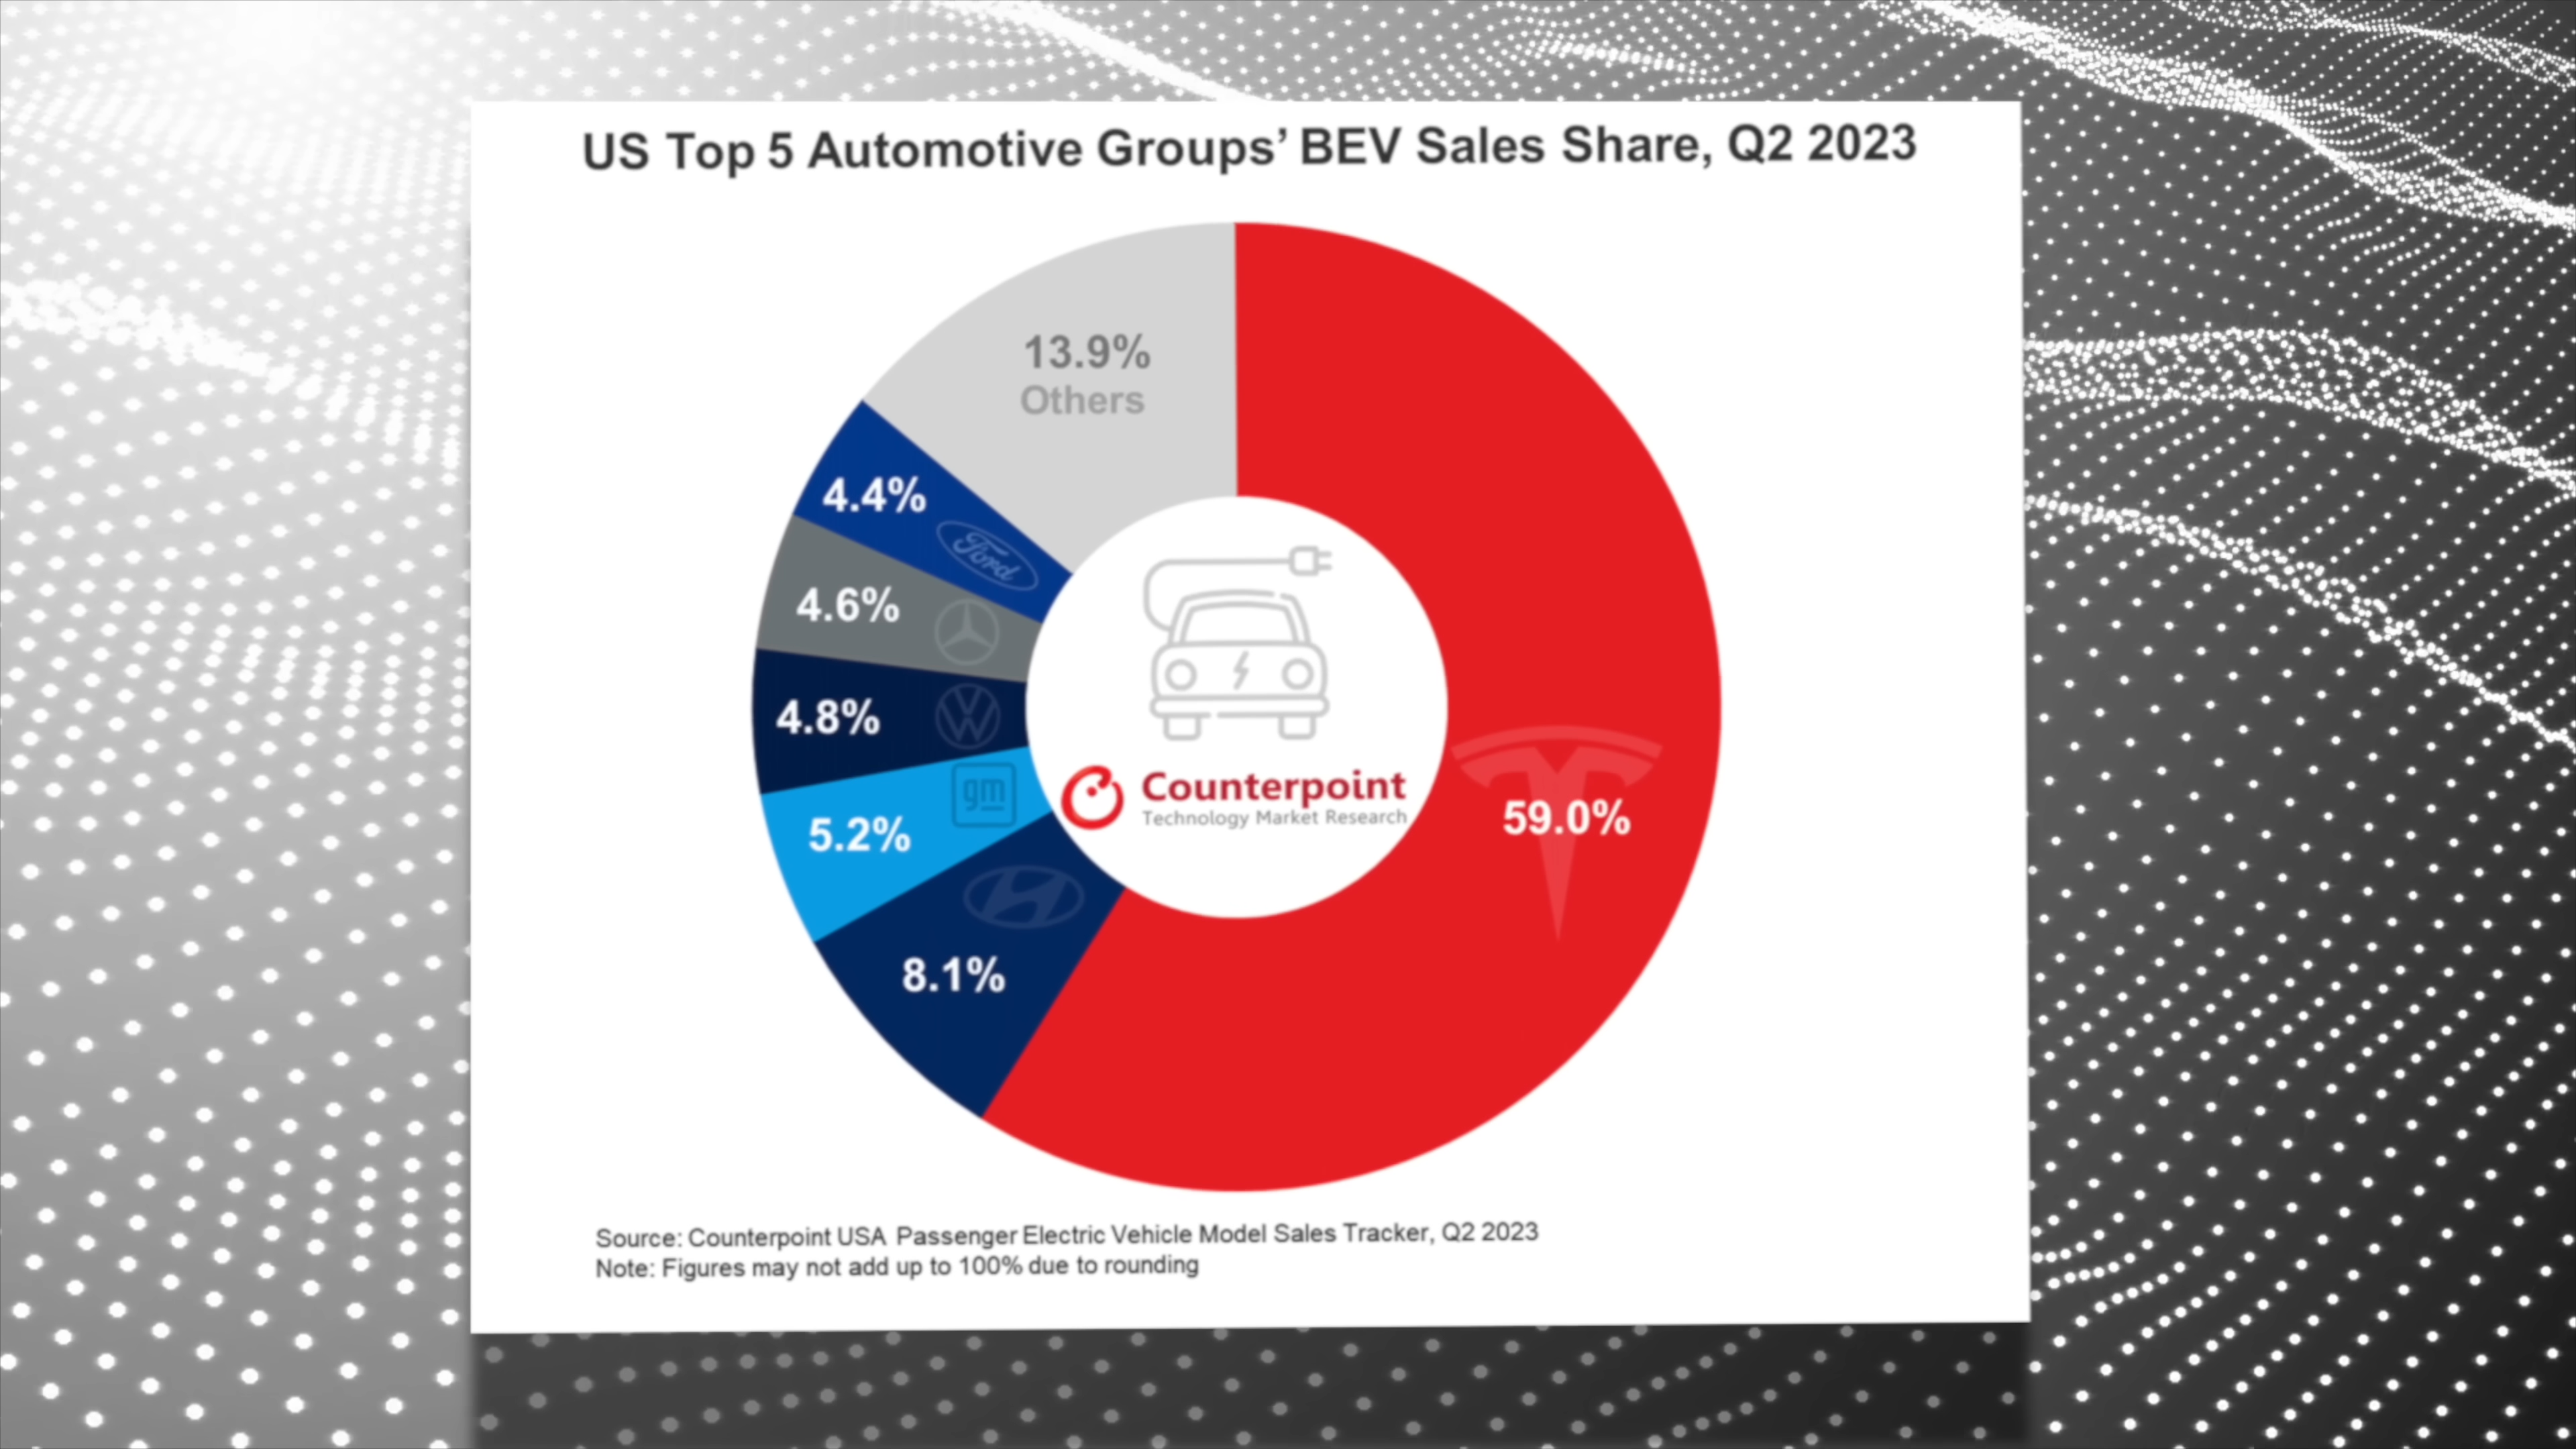 US Top 5 Automotive Groups' BEV Sales Share, Q2 2023
13.9%
Others
4.4%
Ford
4.6%
4.8%
5.2%
gm
8.1%
59.0%
Counterpoint
Technology Market Research
Source: Counterpoint USA Passenger Electric Vehicle Model Sales Tracker, Q2 2023
Note: Figures may not add up to 100% due to rounding